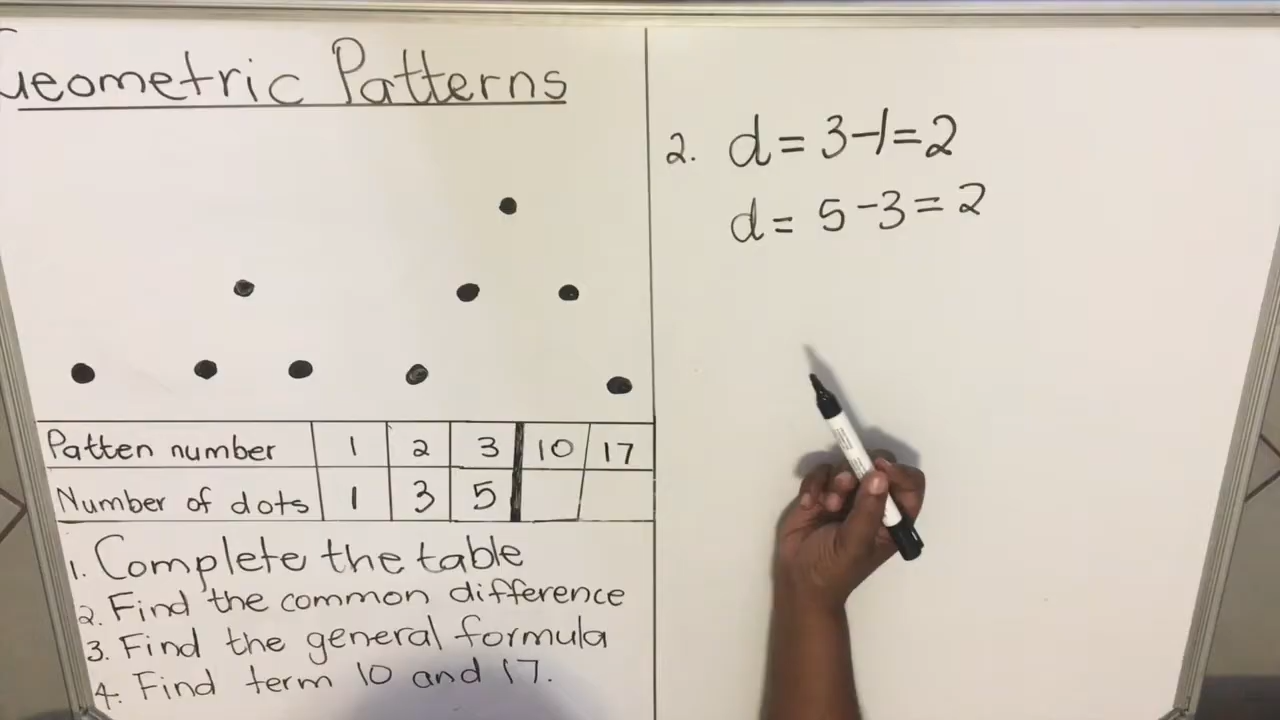 Geometric Patterns
Patten number 1 2 3 10 17
Number of dots 1 3 5
1. Complete the table
2. Find the common difference
3. Find the general formula
4. Find term 10 and 17.
2. d = 3-1=2
d = 5-3=2